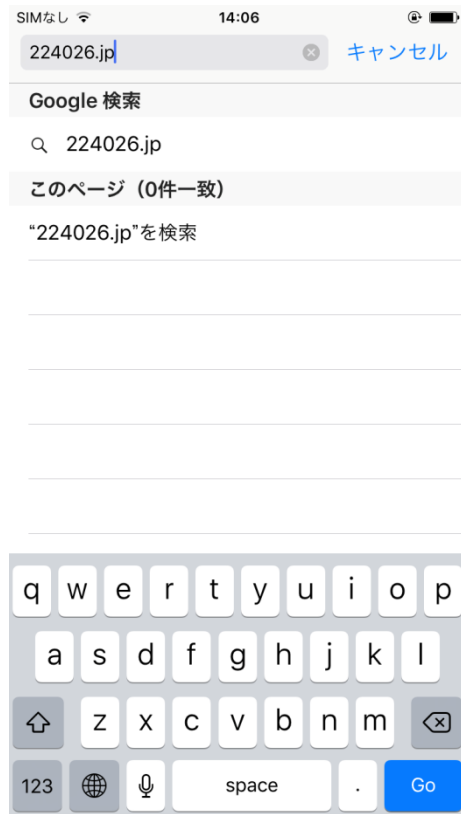 SIMなし 14:06
224026.jp キャンセル
Google 検索
224026.jp
このページ（0件一致）
“224026.jp”を検索
q w e r t y u i o p
a s d f g h j k l
z x c v b n m
123 space . Go